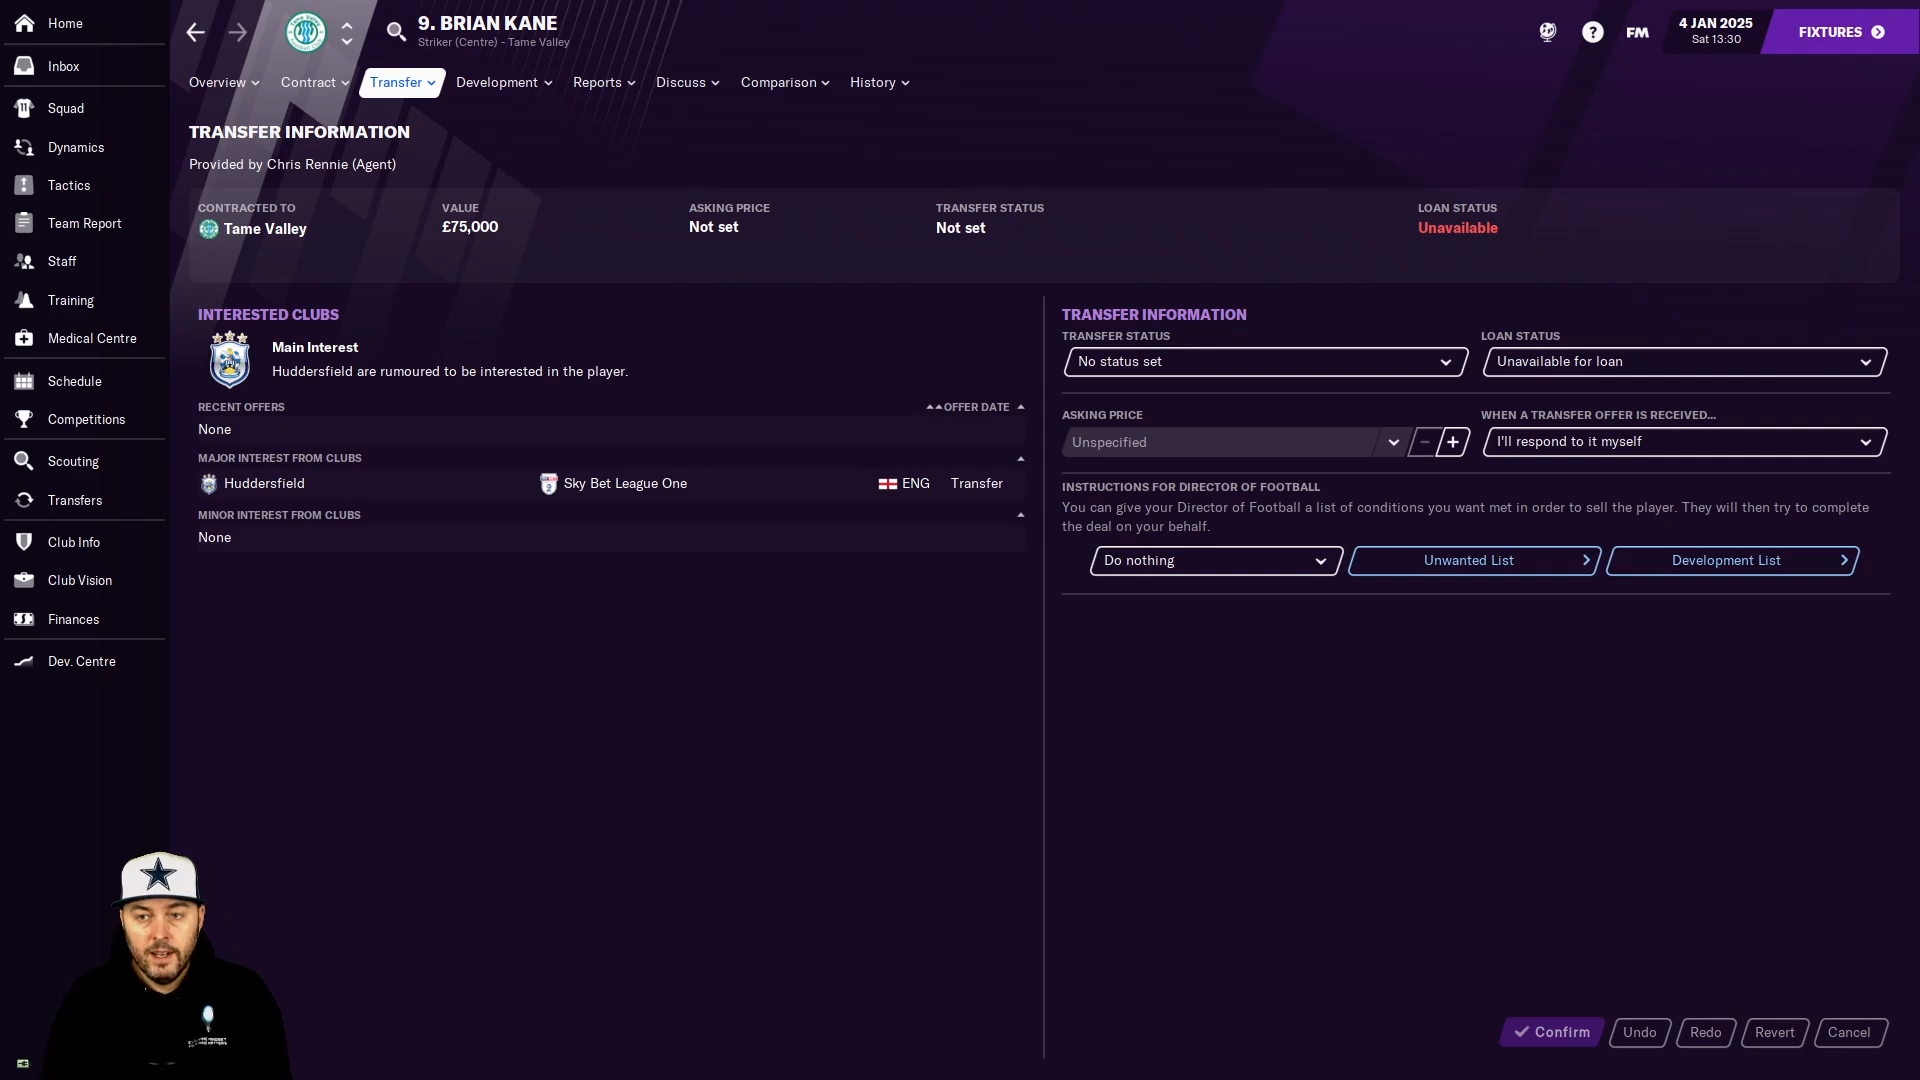 Home
Inbox
Squad
Dynamics
Tactics
Team Report
Staff
Training
Medical Centre
Schedule
Competitions
Scouting
Transfers
Club Info
Club Vision
Finances
Dev. Centre
9. BRIAN KANE
Striker (Centre) - Tame Valley
FM
4 JAN 2025
Sat 13:30
FIXTURES
Overview Contract Transfer Development Reports Discuss Comparison History
TRANSFER INFORMATION
Provided by Chris Rennie (Agent)
CONTRACTED TO VALUE ASKING PRICE TRANSFER STATUS LOAN STATUS
Tame Valley £75,000 Not set Not set Unavailable
INTERESTED CLUBS
Main Interest
Huddersfield are rumoured to be interested in the player.
RECENT OFFERS OFFER DATE
None
MAJOR INTEREST FROM CLUBS
Huddersfield Sky Bet League One ENG Transfer
MINOR INTEREST FROM CLUBS
None
TRANSFER INFORMATION
TRANSFER STATUS LOAN STATUS
No status set Unavailable for loan
ASKING PRICE WHEN A TRANSFER OFFER IS RECEIVED...
Unspecified I'll respond to it myself
INSTRUCTIONS FOR DIRECTOR OF FOOTBALL
You can give your Director of Football a list of conditions you want met in order to sell the player. They will then try to complete
the deal on your behalf.
Do nothing Unwanted List Development List
Confirm Undo Redo Revert Cancel